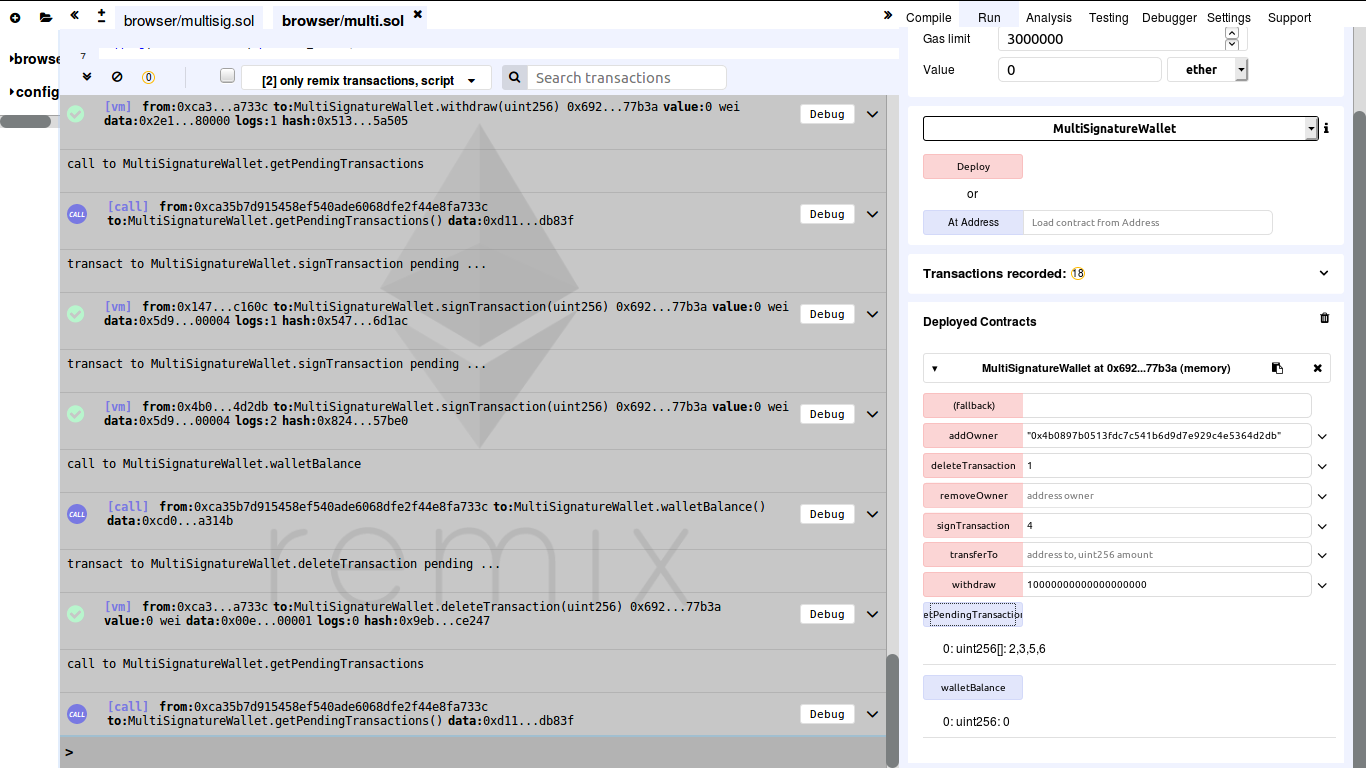 browser/multisig.sol
browser/multi.sol
Compile Run Analysis Testing Debugger Settings Support
browse
config
7
0
[2] only remix transactions, script
Search transactions
[vm] from:0xca3...a733c to:MultiSignatureWallet.withdraw(uint256) 0x692...77b3a value:0 wei
data:0x2e1...80000 logs:1 hash:0x513...5a505
Debug
call to MultiSignatureWallet.getPendingTransactions
CALL
[call] from:0xca35b7d915458ef540ade6068dfe2f44e8fa733c
to:MultiSignatureWallet.getPendingTransactions() data:0xd11...db83f
Debug
transact to MultiSignatureWallet.signTransaction pending ...
[vm] from:0x147...c160c to:MultiSignatureWallet.signTransaction(uint256) 0x692...77b3a value:0 wei
data:0x5d9...00004 logs:1 hash:0x547...6d1ac
Debug
transact to MultiSignatureWallet.signTransaction pending ...
[vm] from:0x4b0...4d2db to:MultiSignatureWallet.signTransaction(uint256) 0x692...77b3a value:0 wei
data:0x5d9...00004 logs:2 hash:0x824...57be0
Debug
call to MultiSignatureWallet.walletBalance
CALL
[call] from:0xca35b7d915458ef540ade6068dfe2f44e8fa733c to:MultiSignatureWallet.walletBalance()
data:0xcd0...a314b
Debug
remix
transact to MultiSignatureWallet.deleteTransaction pending ...
[vm] from:0xca3...a733c to:MultiSignatureWallet.deleteTransaction(uint256) 0x692...77b3a
value:0 wei data:0x00e...00001 logs:0 hash:0x9eb...ce247
Debug
call to MultiSignatureWallet.getPendingTransactions
CALL
[call] from:0xca35b7d915458ef540ade6068dfe2f44e8fa733c
to:MultiSignatureWallet.getPendingTransactions() data:0xd11...db83f
Debug
>
Gas limit 3000000
Value 0 ether
MultiSignatureWallet
Deploy
or
At Address Load contract from Address
Transactions recorded: 18
Deployed Contracts
MultiSignatureWallet at 0x692...77b3a (memory)
(fallback)
addOwner "0x4b0897b0513fdc7c541b6d9d7e929c4e5364d2db"
deleteTransaction 1
removeOwner address owner
signTransaction 4
transferTo address to, uint256 amount
withdraw 10000000000000000000
etPendingTransaction
0: uint256[]: 2,3,5,6
walletBalance
0: uint256: 0